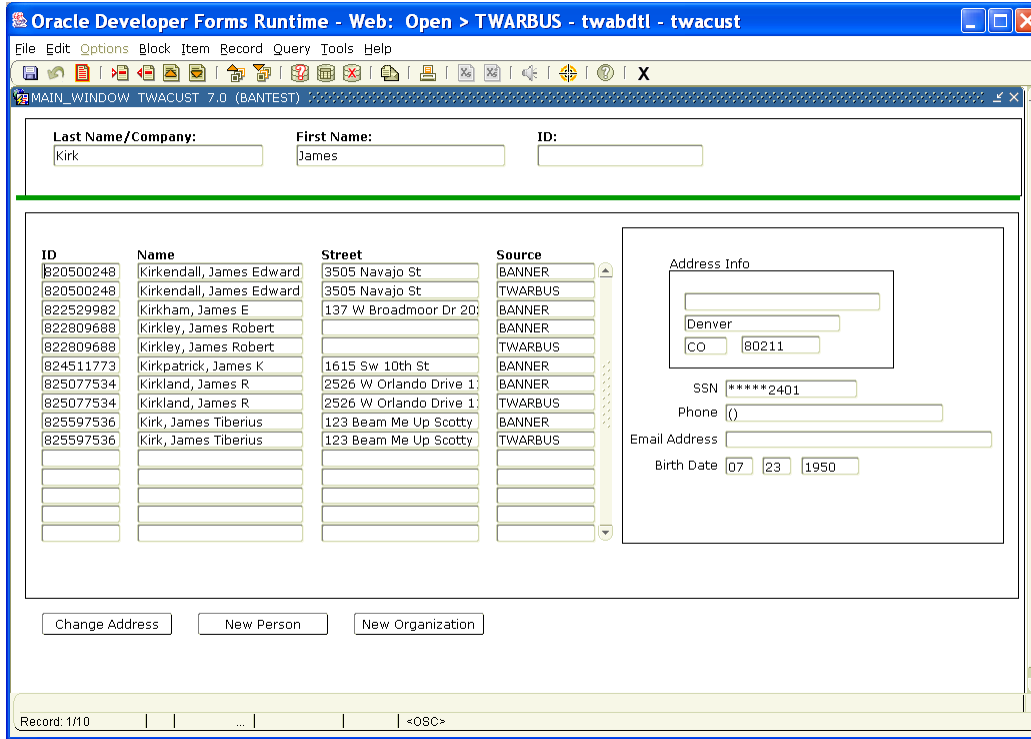 Oracle Developer Forms Runtime - Web: Open > TWARBUS - twabdtl - twacust
File Edit Options Block Item Record Query Tools Help
MAIN_WINDOW TWACUST 7.0 (BANTEST)
Last Name/Company: First Name: ID:
Kirk James
ID Name Street Source
820500248 Kirkendall, James Edward 3505 Navajo St BANNER
820500248 Kirkendall, James Edward 3505 Navajo St TWARBUS
822529982 Kirkham, James E 137 W Broadmoor Dr 20 BANNER
822809688 Kirkley, James Robert BANNER
822809688 Kirkley, James Robert TWARBUS
824511773 Kirkpatrick, James K 1615 Sw 10th St BANNER
825077534 Kirkland, James R 2526 W Orlando Drive 1 BANNER
825077534 Kirkland, James R 2526 W Orlando Drive 1 TWARBUS
825597536 Kirk, James Tiberius 123 Beam Me Up Scotty BANNER
825597536 Kirk, James Tiberius 123 Beam Me Up Scotty TWARBUS
Address Info
Denver
CO 80211
SSN *****2401
Phone ()
Email Address
Birth Date 07 23 1950
Change Address New Person New Organization
Record: 1/10 ... <OSC>